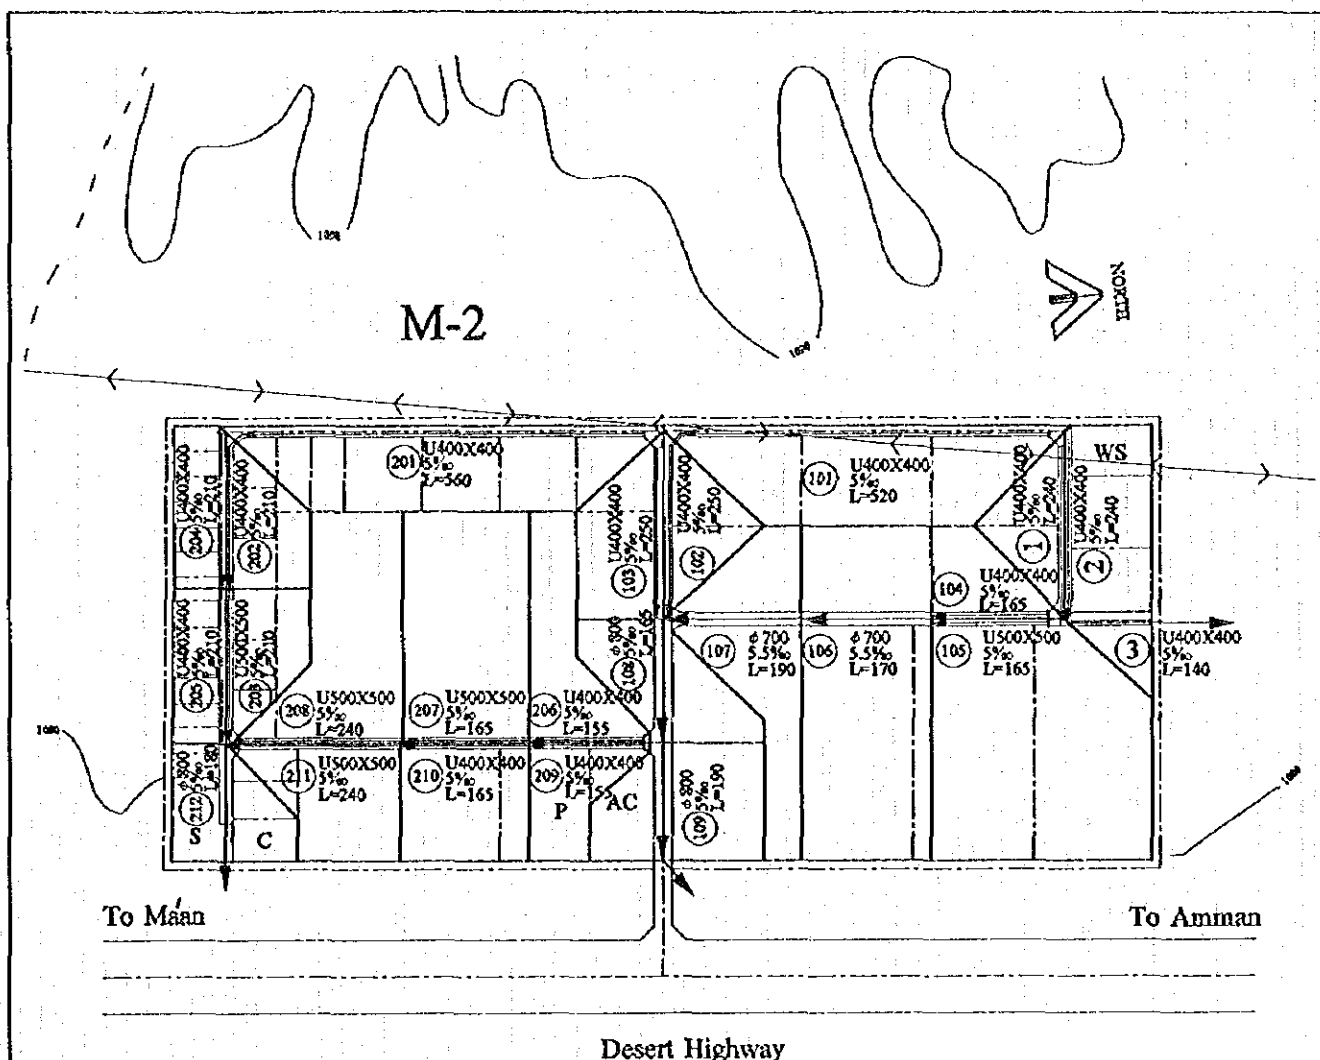 1020
M-2
NORTH
1020
WS
201
U400X400
5‰
L=560
101
U400X400
5‰
L=520
204
U400X400
5‰
L=210
202
U400X400
5‰
L=210
103
U400X400
5‰
L=250
102
U400X400
5‰
L=250
1
U400X400
5‰
L=240
2
U400X400
5‰
L=240
104
U400X400
5‰
L=165
205
U400X400
5‰
L=210
203
U500X500
L=210
108
φ800
5‰
L=165
107
φ700
5.5‰
L=190
106
φ700
5.5‰
L=170
105
U500X500
5‰
L=165
3
U400X400
5‰
L=140
208
U500X500
5‰
L=240
207
U500X500
5‰
L=165
206
U400X400
5‰
L=155
212
φ800
5‰
L=180
211
U500X500
5‰
L=240
210
U400X400
5‰
L=165
209
U400X400
5‰
L=155
109
φ800
5‰
L=190
S
C
P
AC
To Ma'an
To Amman
Desert Highway